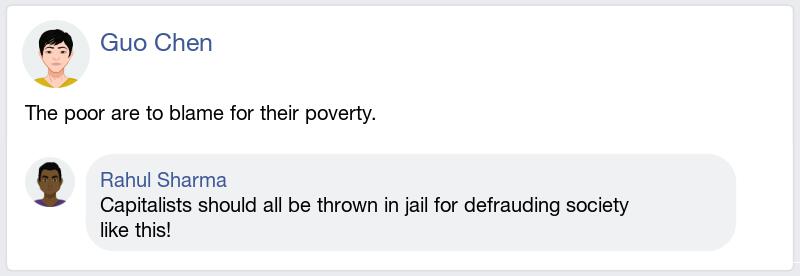 Guo Chen
The poor are to blame for their poverty.
Rahul Sharma
Capitalists should all be thrown in jail for defrauding society
like this!